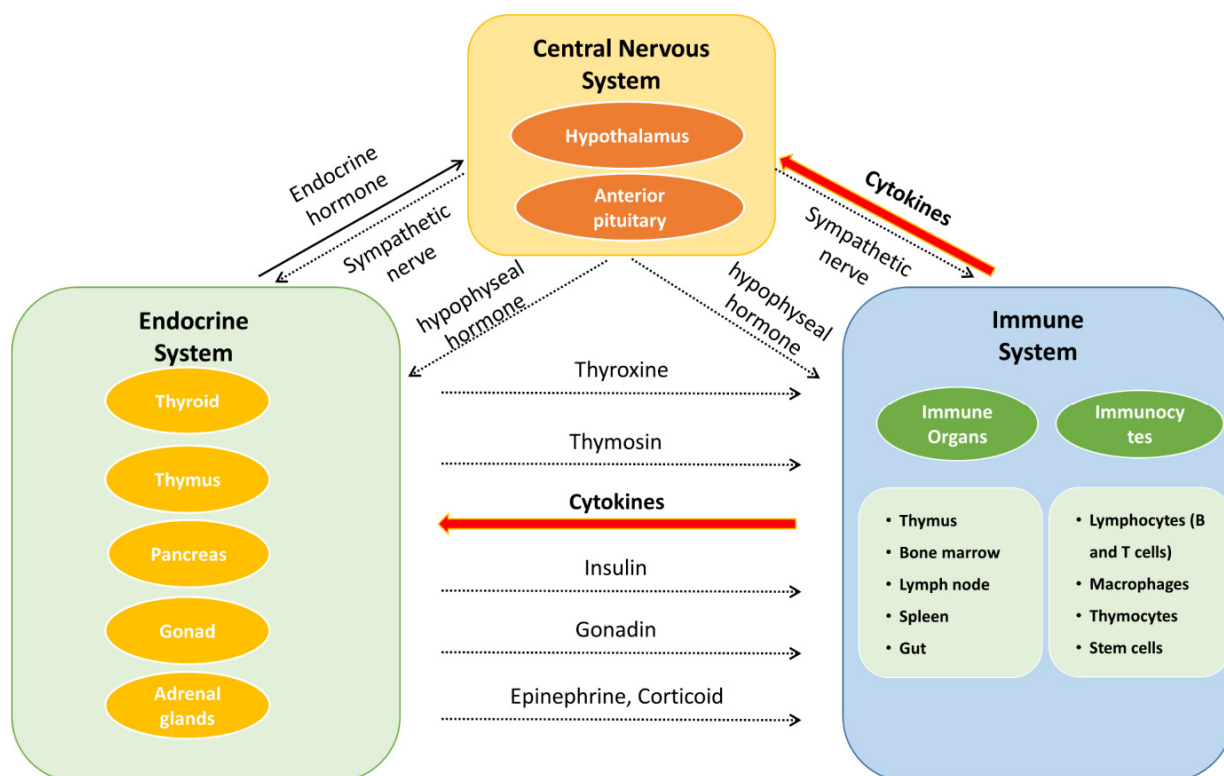 Central Nervous
System
Hypothalamus
Anterior
pituitary
Endocrine
hormone
Sympathetic
nerve
hypophyseal
hormone
Cytokines
Sympathetic
nerve
hypophyseal
hormone
Endocrine
System
Thyroid
Thymus
Pancreas
Gonad
Adrenal
glands
Thyroxine
Thymosin
Cytokines
Insulin
Gonadin
Epinephrine, Corticoid
Immune
System
Immune
Organs
• Thymus
• Bone marrow
• Lymph node
• Spleen
• Gut
Immunocy
tes
• Lymphocytes (B
and T cells)
• Macrophages
• Thymocytes
• Stem cells